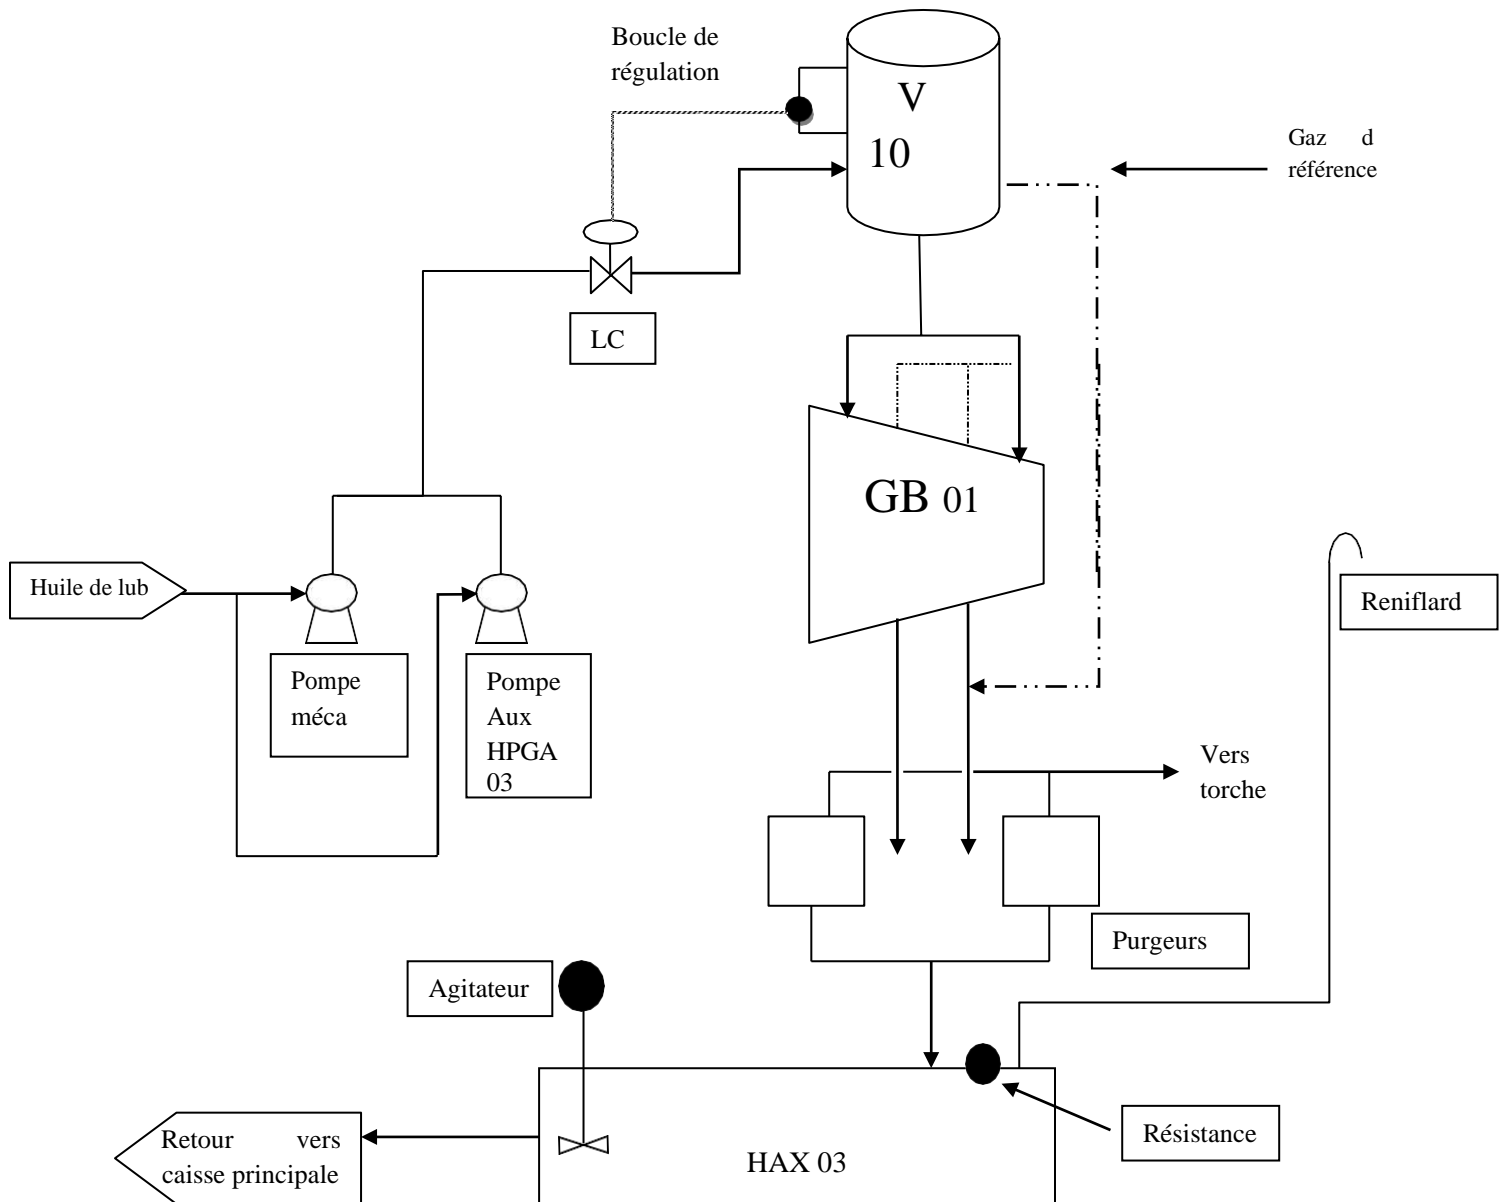 Boucle de
régulation
V
10
Gaz d
référence
LC
GB 01
Huile de lub
Reniflard
Pompe
méca
Pompe
Aux
HPGA
03
Vers
torche
Purgeurs
Agitateur
Retour vers
caisse principale
Résistance
HAX 03